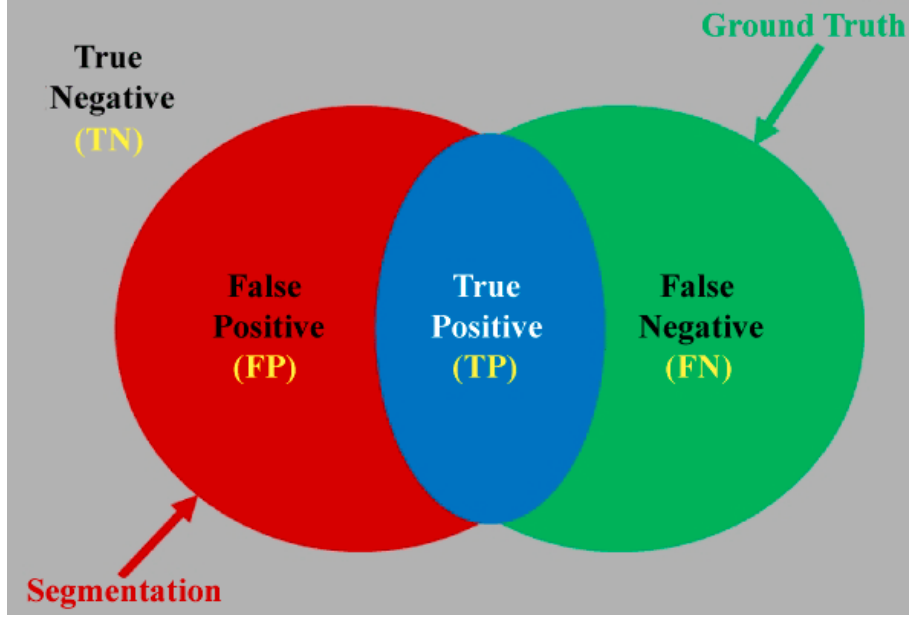 Ground Truth
True
Negative
(TN)
False
Positive
(FP)
True
Positive
(TP)
False
Negative
(FN)
Segmentation